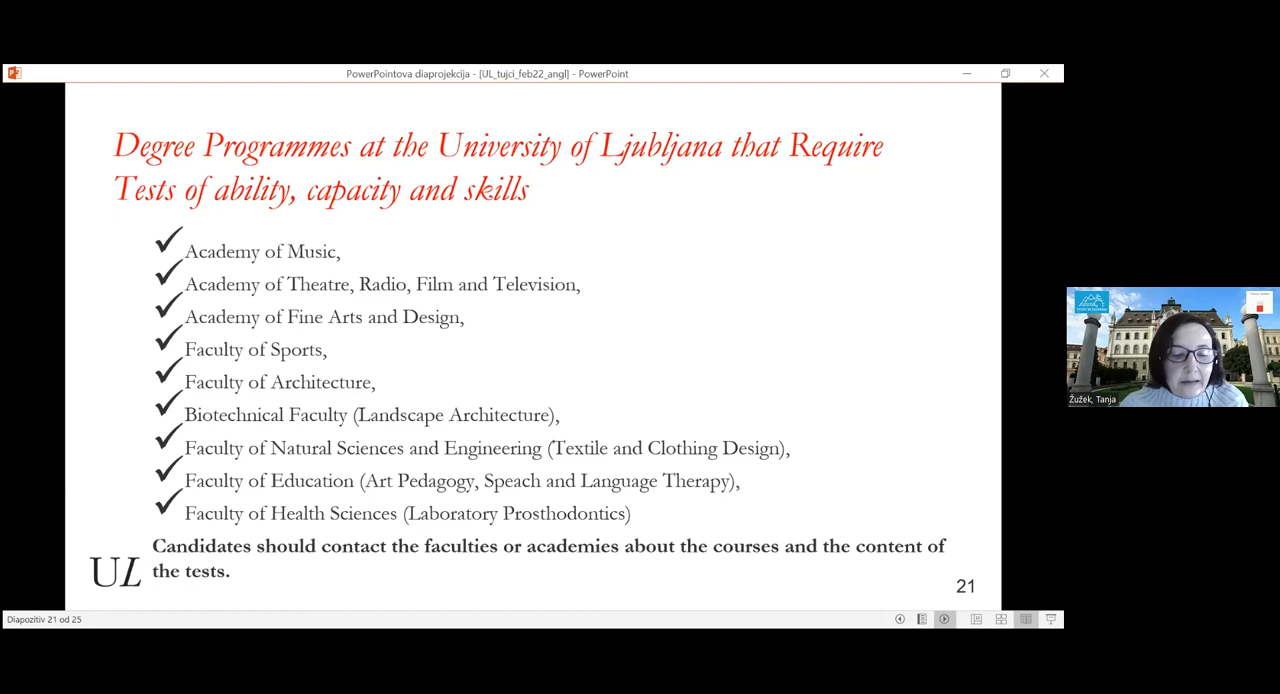 PowerPointova diaprojekcija - [UL_tujci_feb22_angl] - PowerPoint
Degree Programmes at the University of Ljubljana that Require
Tests of ability, capacity and skills
Academy of Music,
Academy of Theatre, Radio, Film and Television,
Academy of Fine Arts and Design,
Faculty of Sports,
Faculty of Architecture,
Biotechnical Faculty (Landscape Architecture),
Faculty of Natural Sciences and Engineering (Textile and Clothing Design),
Faculty of Education (Art Pedagogy, Speach and Language Therapy),
Faculty of Health Sciences (Laboratory Prosthodontics)
Candidates should contact the faculties or academies about the courses and the content of
the tests.
UL
21
Diapozitiv 21 od 25
Žužek, Tanja